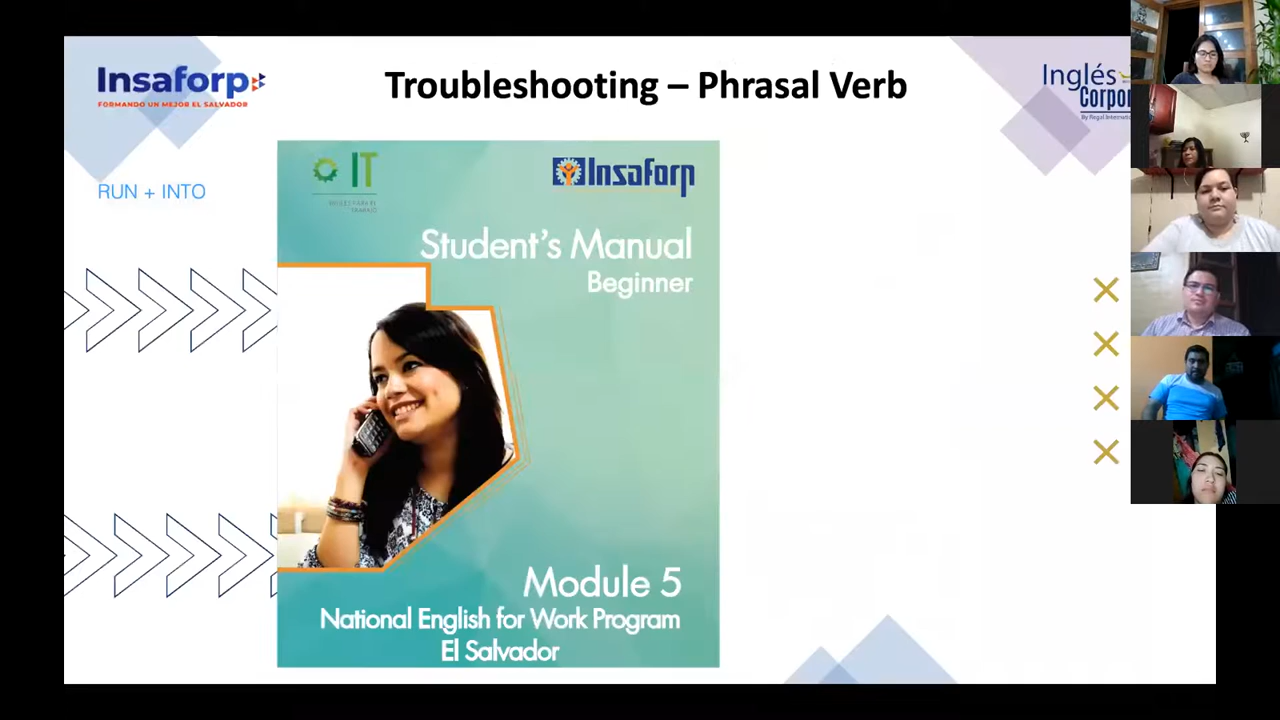 Insaforp
FORMANDO UN MEJOR EL SALVADOR
Troubleshooting – Phrasal Verb
Inglés
Corpor
RUN + INTO
IT
Insaforp
Student's Manual
Beginner
Module 5
National English for Work Program
El Salvador